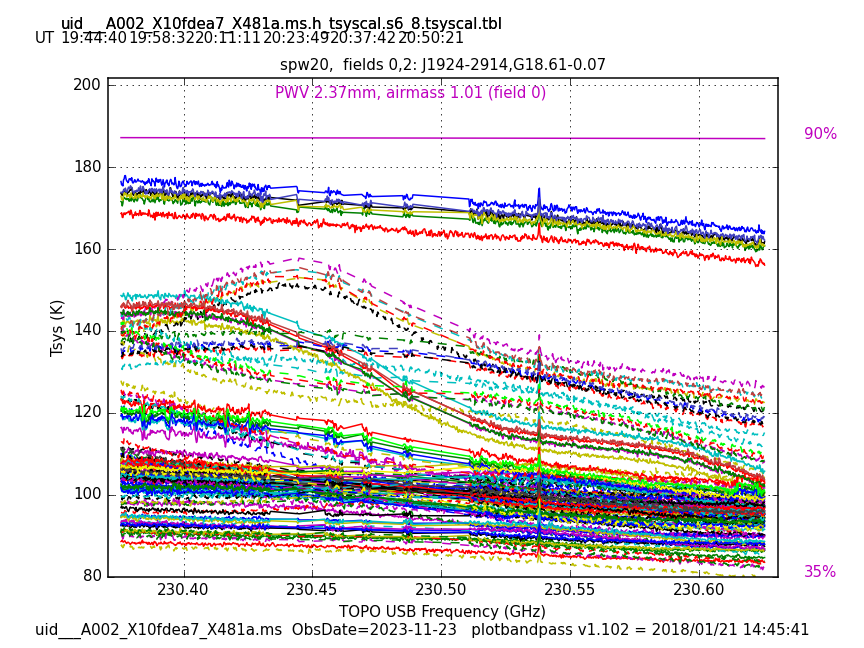 uid___A002_X10fdea7_X481a.ms.h_tsyscal.s6_8.tsyscal.tbl
UT 19:44:40 19:58:32 20:11:11 20:23:49 20:37:42 20:50:21
spw20, fields 0,2: J1924-2914,G18.61-0.07
PWV 2.37mm, airmass 1.01 (field 0)
90%
35%
Tsys (K)
200
180
160
140
120
100
80
230.40 230.45 230.50 230.55 230.60
TOPO USB Frequency (GHz)
uid___A002_X10fdea7_X481a.ms ObsDate=2023-11-23 plotbandpass v1.102 = 2018/01/21 14:45:41